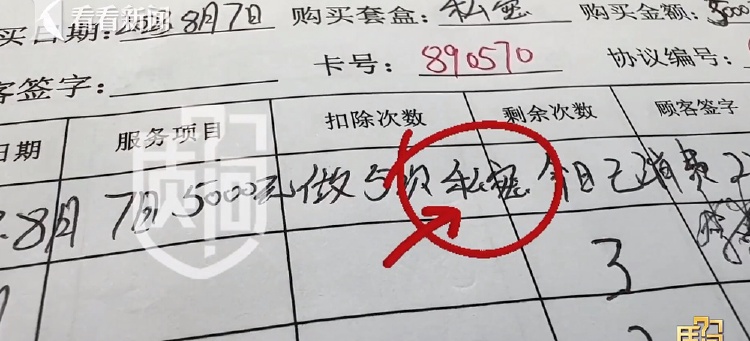 看看新闻
买日期: 8月7日 购买套盒: 私密 购买金额: 5000
卡号: 890570 协议编号:
客签字:
日期 服务项目 扣除次数 剩余次数 顾客签字
8月7日 5000元做5次私密 今日已消费
3